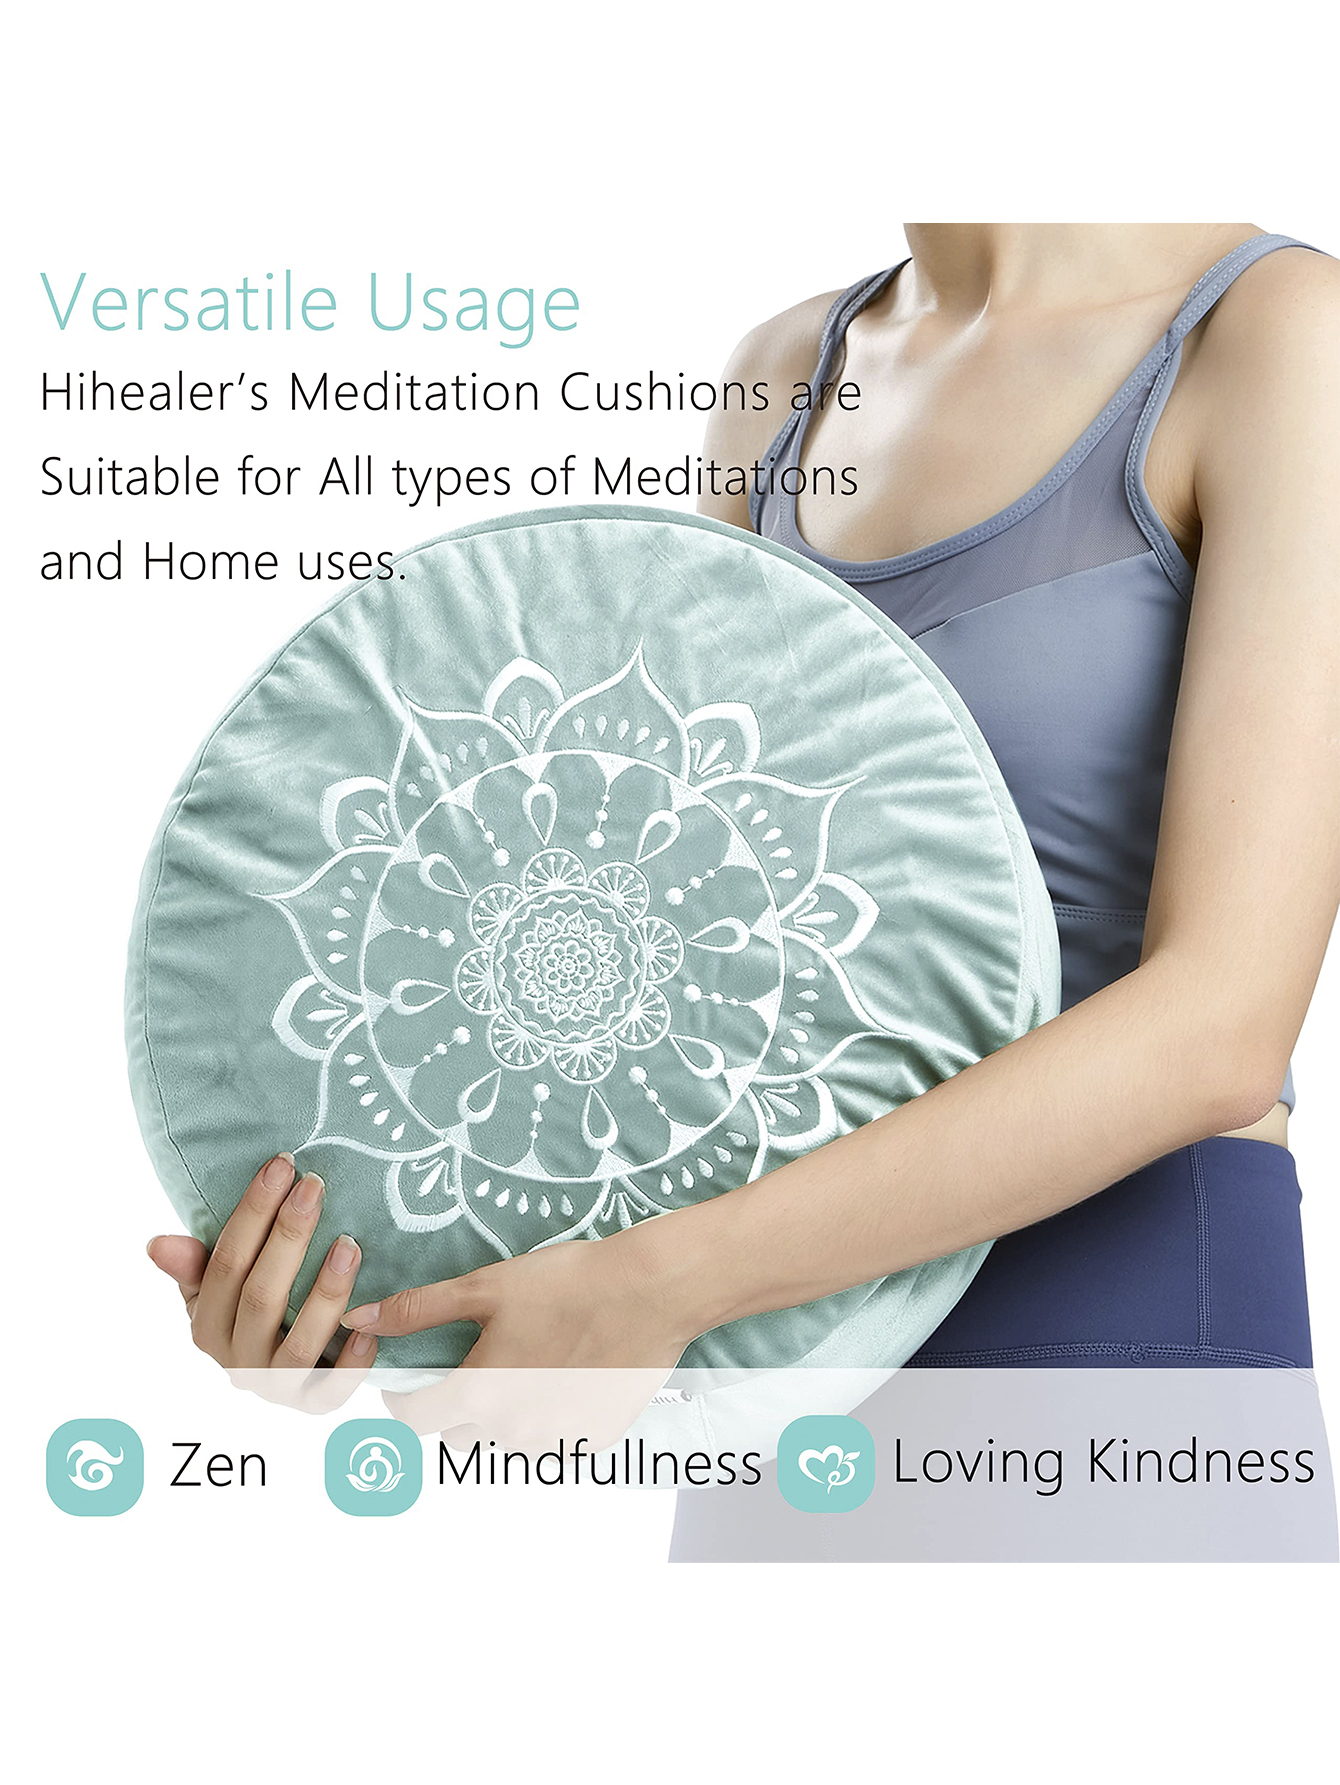 Versatile Usage
Hihealer’s Meditation Cushions are
Suitable for All types of Meditations
and Home uses.
Zen Mindfullness Loving Kindness